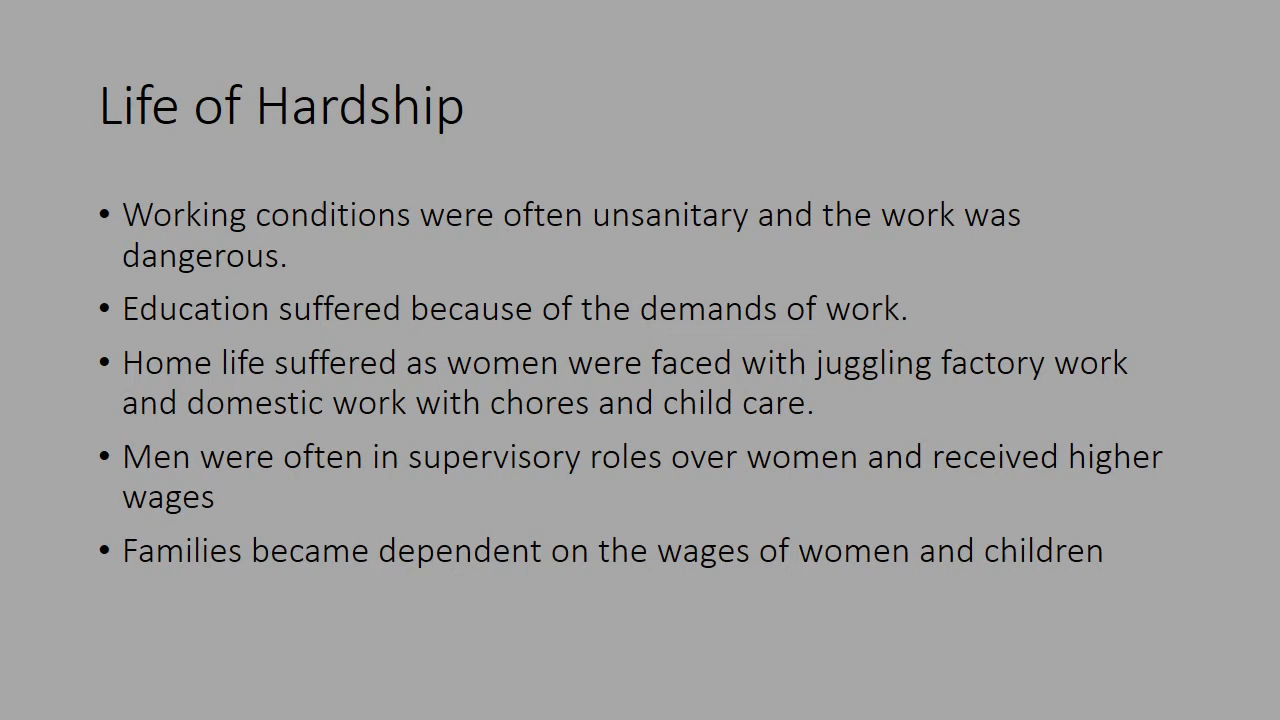 Life of Hardship
• Working conditions were often unsanitary and the work was
dangerous.
• Education suffered because of the demands of work.
• Home life suffered as women were faced with juggling factory work
and domestic work with chores and child care.
• Men were often in supervisory roles over women and received higher
wages
• Families became dependent on the wages of women and children